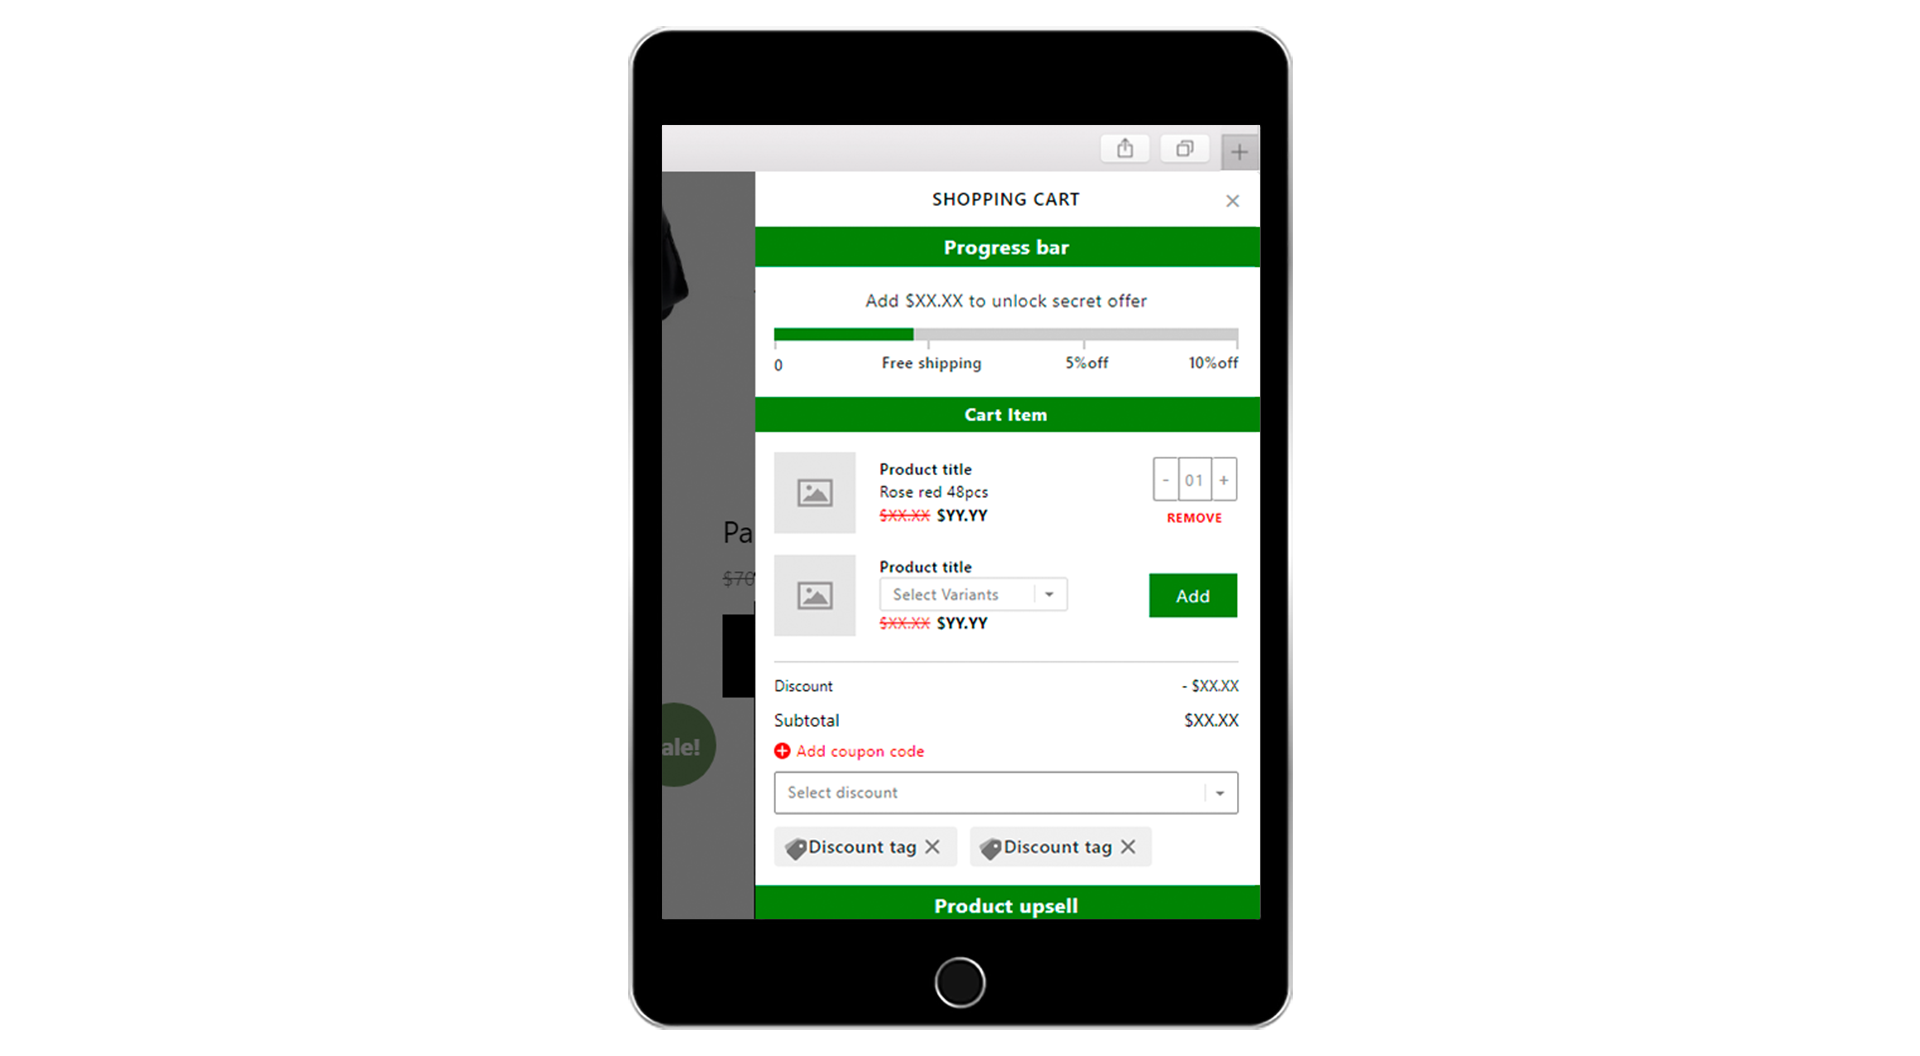 SHOPPING CART
Progress bar
Add $XX.XX to unlock secret offer
0 Free shipping 5%off 10%off
Cart Item
Product title
Rose red 48pcs
$XX.XX $YY.YY
- 01 +
REMOVE
Product title
Select Variants
$XX.XX $YY.YY
Add
Discount - $XX.XX
Subtotal $XX.XX
Add coupon code
Select discount
Discount tag Discount tag
Product upsell
Pa
$70
ale!